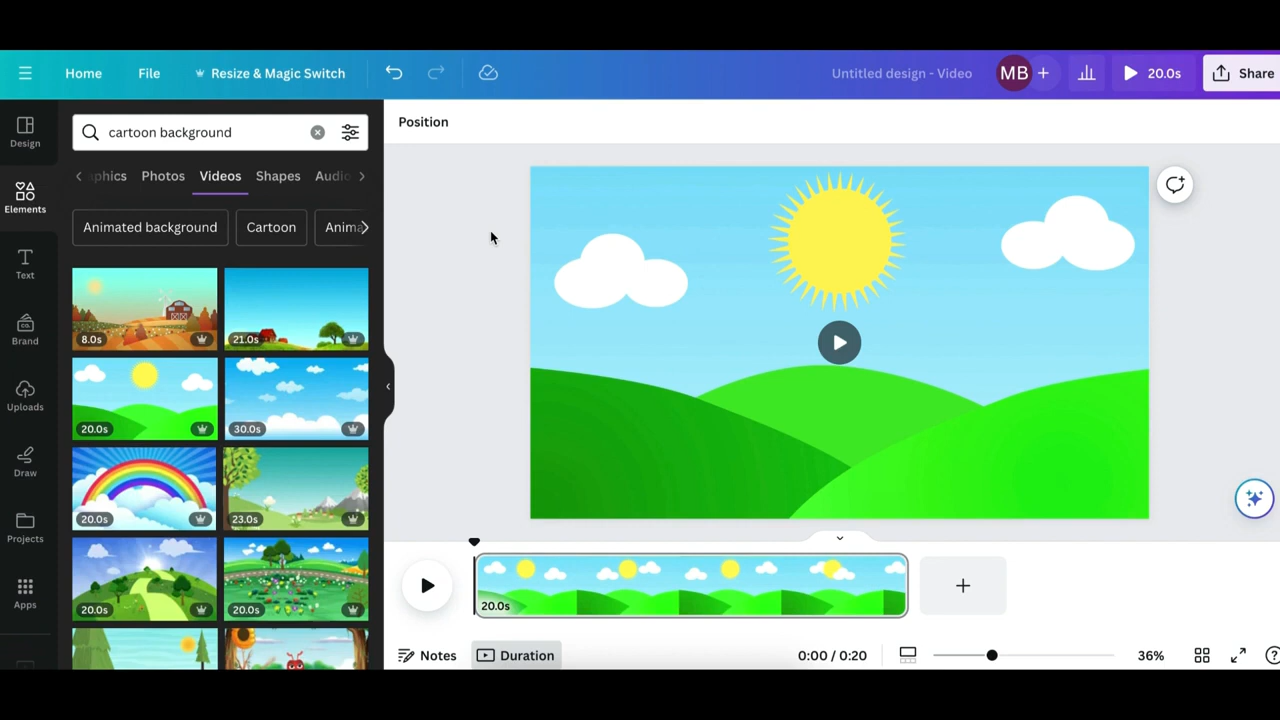 Home File Resize & Magic Switch Untitled design - Video MB + 20.0s Share
Design
Elements
Text
Brand
Uploads
Draw
Projects
Apps
cartoon background
aphics Photos Videos Shapes Audio
Animated background Cartoon Anima
8.0s 21.0s
20.0s 30.0s
20.0s 23.0s
20.0s 20.0s
Position
20.0s
Notes Duration 0:00 / 0:20 36%